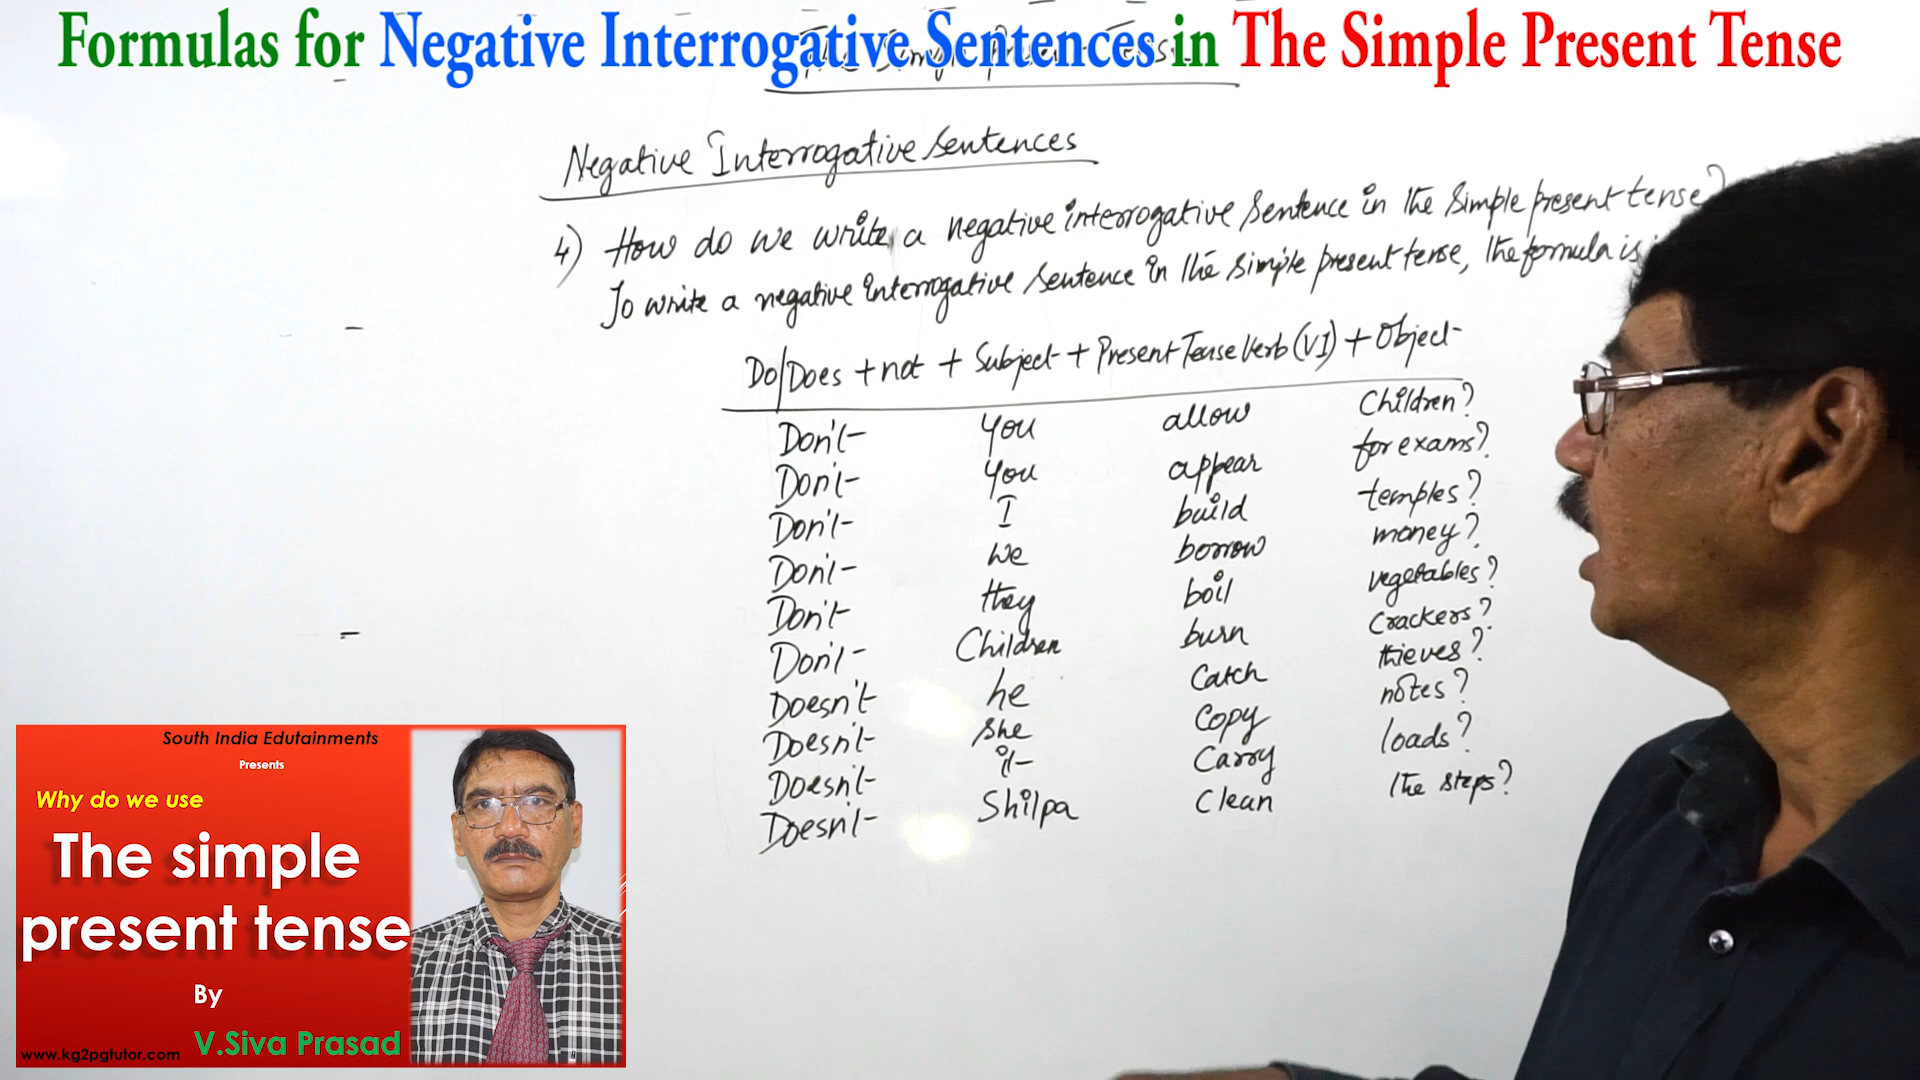 Formulas for Negative Interrogative Sentences in The Simple Present Tense
Negative Interrogative Sentences
4) How do we write a negative interrogative sentence in the simple present tense?
To write a negative interrogative sentence in the simple present tense, the formula is
Do/Does + not + Subject + Present Tense Verb (V1) + Object
Don't you allow Children?
Don't you appear for exams?
Don't I build temples?
Don't we borrow money?
Don't they boil vegetables?
Don't Children burn Crackers?
Doesn't he Catch thieves?
Doesn't she Copy notes?
Doesn't it Carry loads?
Doesn't Shilpa Clean the steps?
South India Edutainments
Presents
Why do we use
The simple
present tense
By
V.Siva Prasad
www.kg2pgtutor.com